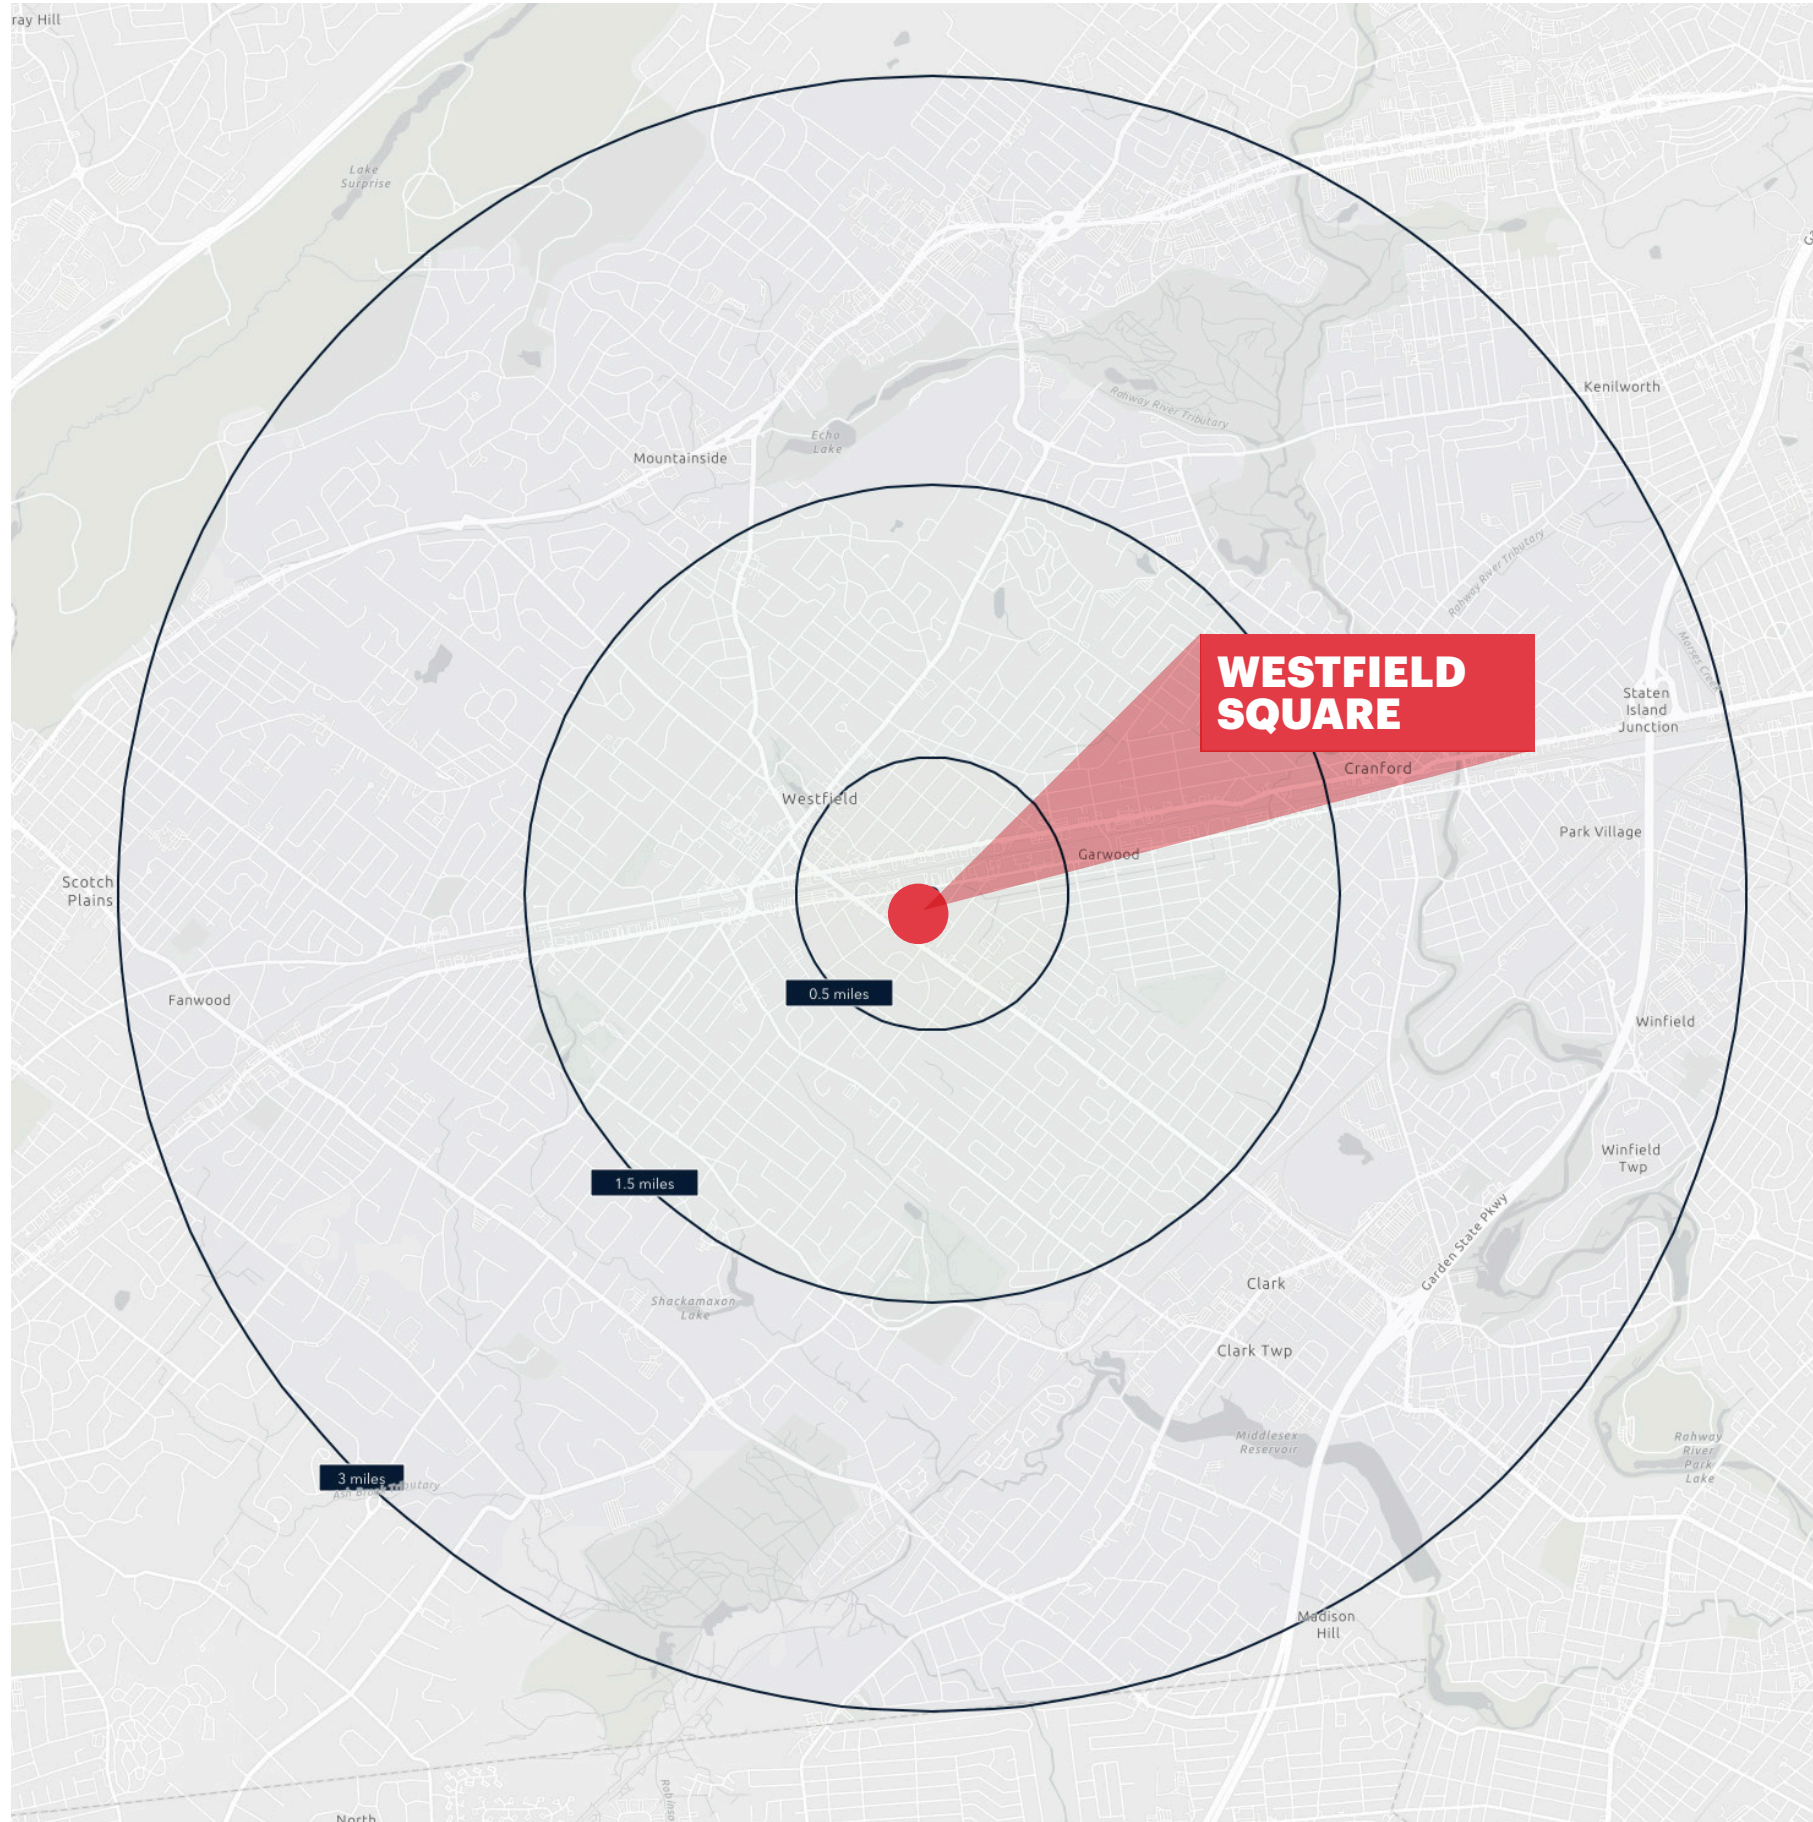 ray Hill
Lake
Surprise
Kenilworth
Rahway River Tributary
Echo
Lake
Mountainside
Rahway River Tributary
WESTFIELD
SQUARE
Morses Creek
Staten
Island
Junction
Cranford
Westfield
Park Village
Garwood
Scotch
Plains
0.5 miles
Fanwood
Winfield
Winfield
Twp
1.5 miles
Garden State Pkwy
Clark
Shackamaxon
Lake
Clark Twp
Middlesex
Reservoir
Rahway
River
Park
Lake
3 miles
Madison
Hill
North